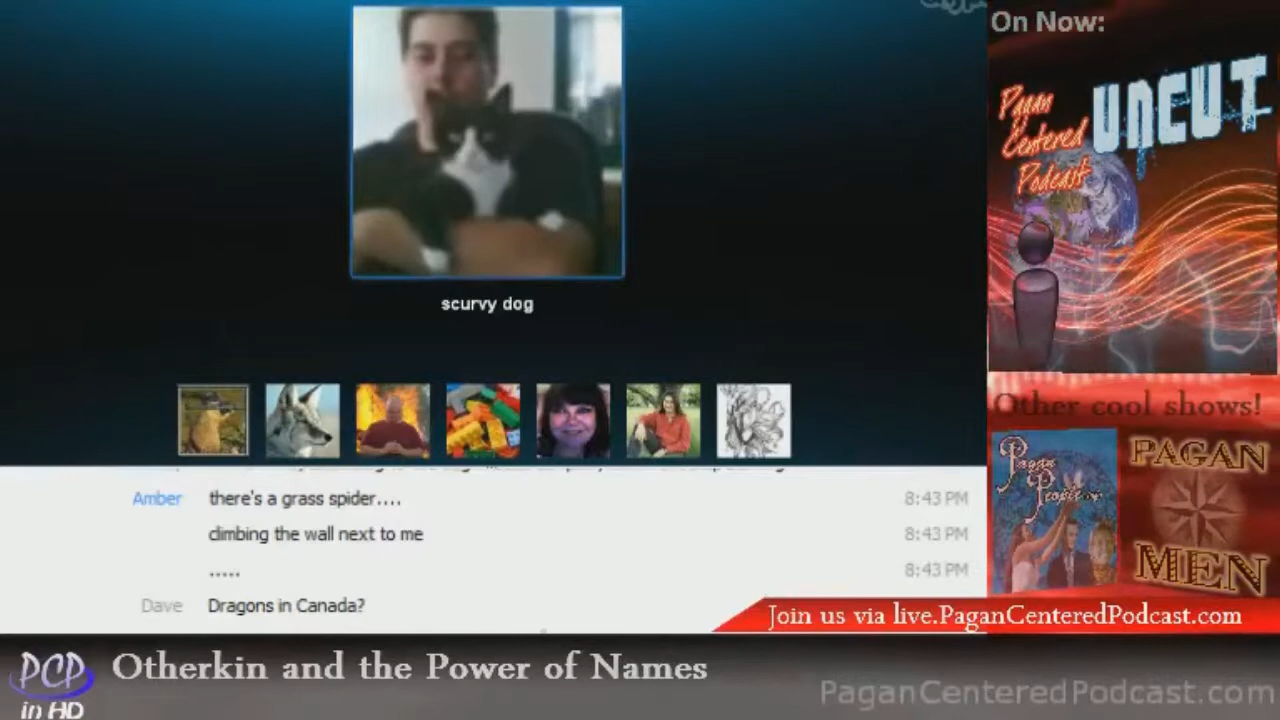 On Now:
Pagan
Centered
Podcast
UNCUT
scurvy dog
Other cool shows!
Pagan
People
PAGAN
MEN
Amber there's a grass spider.... 8:43 PM
climbing the wall next to me 8:43 PM
..... 8:43 PM
Dave Dragons in Canada?
Join us via live.PaganCenteredPodcast.com
PCP
in HD
Otherkin and the Power of Names
PaganCenteredPodcast.com